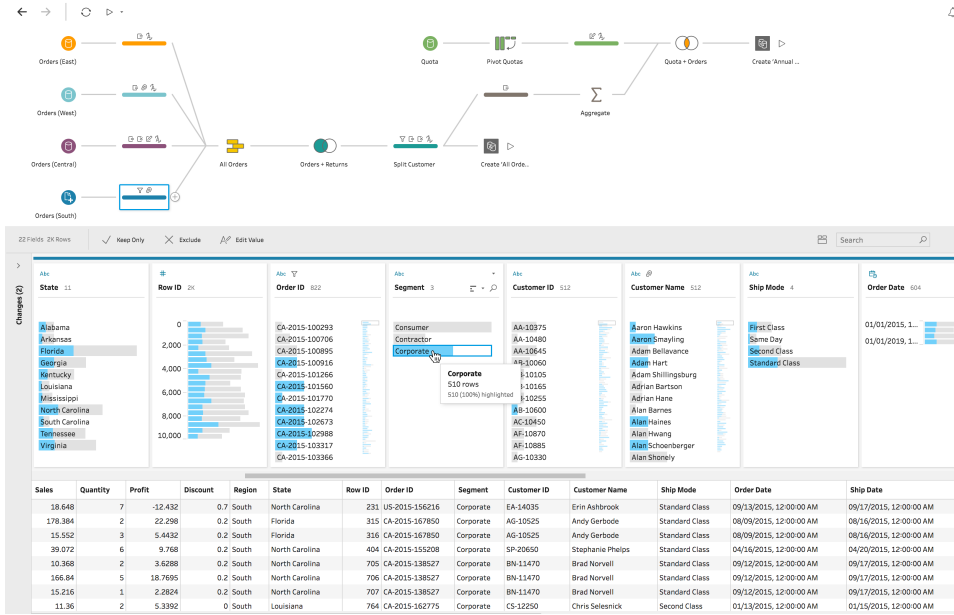 Orders (East)
Quota
Pivot Quotas
Quota + Orders
Create 'Annual ...
Orders (West)
Aggregate
Orders (Central)
All Orders
Orders + Returns
Split Customer
Create 'All Orde...
Orders (South)
22 Fields 2K Rows
Keep Only
Exclude
Edit Value
Search
Changes (2)
Abc
State 11
Alabama
Arkansas
Florida
Georgia
Kentucky
Louisiana
Mississippi
North Carolina
South Carolina
Tennessee
Virginia
#
Row ID 2K
0
2,000
4,000
6,000
8,000
10,000
Abc
Order ID 822
CA-2015-100293
CA-2015-100706
CA-2015-100895
CA-2015-100916
CA-2015-101266
CA-2015-101560
CA-2015-101770
CA-2015-102274
CA-2015-102673
CA-2015-102988
CA-2015-103317
CA-2015-103366
Abc
Segment 3
Consumer
Contractor
Corporate
Corporate
510 rows
510 (100%) highlighted
Abc
Customer ID 512
AA-10375
AA-10480
AA-10645
AB-10060
-10105
-10165
-10255
AB-10600
AC-10450
AF-10870
AF-10885
AG-10330
Abc
Customer Name 512
Aaron Hawkins
Aaron Smayling
Adam Bellavance
Adam Hart
Adam Shillingsburg
Adrian Barton
Adrian Hane
Alan Barnes
Alan Haines
Alan Hwang
Alan Schoenberger
Alan Shonely
Abc
Ship Mode 4
First Class
Same Day
Second Class
Standard Class
Order Date 604
01/01/2015, 1...
01/01/2019, 1...
Sales Quantity Profit Discount Region State Row ID Order ID Segment Customer ID Customer Name Ship Mode Order Date Ship Date
18.648 7 -12.432 0.7 South North Carolina 231 US-2015-156216 Corporate EA-14035 Erin Ashbrook Standard Class 09/13/2015, 12:00:00 AM 09/17/2015, 12:00:00 AM
178.384 2 22.298 0.2 South Florida 315 CA-2015-167850 Corporate AG-10525 Andy Gerbode Standard Class 08/09/2015, 12:00:00 AM 08/16/2015, 12:00:00 AM
15.552 3 5.4432 0.2 South Florida 316 CA-2015-167850 Corporate AG-10525 Andy Gerbode Standard Class 08/09/2015, 12:00:00 AM 08/16/2015, 12:00:00 AM
39.072 6 9.768 0.2 South North Carolina 404 CA-2015-155208 Corporate SP-20650 Stephanie Phelps Standard Class 04/16/2015, 12:00:00 AM 04/20/2015, 12:00:00 AM
10.368 2 3.6288 0.2 South North Carolina 705 CA-2015-138527 Corporate BN-11470 Brad Norvell Standard Class 09/12/2015, 12:00:00 AM 09/17/2015, 12:00:00 AM
166.84 5 18.7695 0.2 South North Carolina 706 CA-2015-138527 Corporate BN-11470 Brad Norvell Standard Class 09/12/2015, 12:00:00 AM 09/17/2015, 12:00:00 AM
15.216 1 2.2824 0.2 South North Carolina 707 CA-2015-138527 Corporate BN-11470 Brad Norvell Standard Class 09/12/2015, 12:00:00 AM 09/17/2015, 12:00:00 AM
11.36 2 5.3392 0 South Louisiana 764 CA-2015-162775 Corporate CS-12250 Chris Selesnick Second Class 01/13/2015, 12:00:00 AM 01/15/2015, 12:00:00 AM